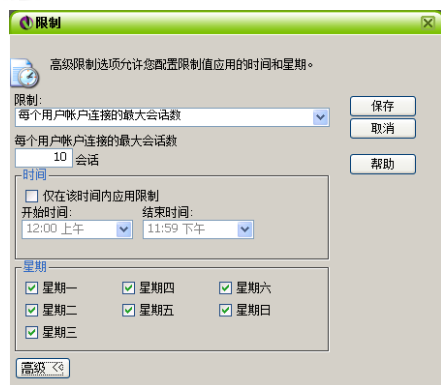 限制
高级限制选项允许您配置限制值应用的时间和星期。
限制:
每个用户帐户连接的最大会话数
保存
取消
每个用户帐户连接的最大会话数
10 会话
帮助
时间
仅在该时间内应用限制
开始时间: 结束时间:
12:00 上午 11:59 下午
星期
星期一 星期四 星期六
星期二 星期五 星期日
星期三
高级 <<